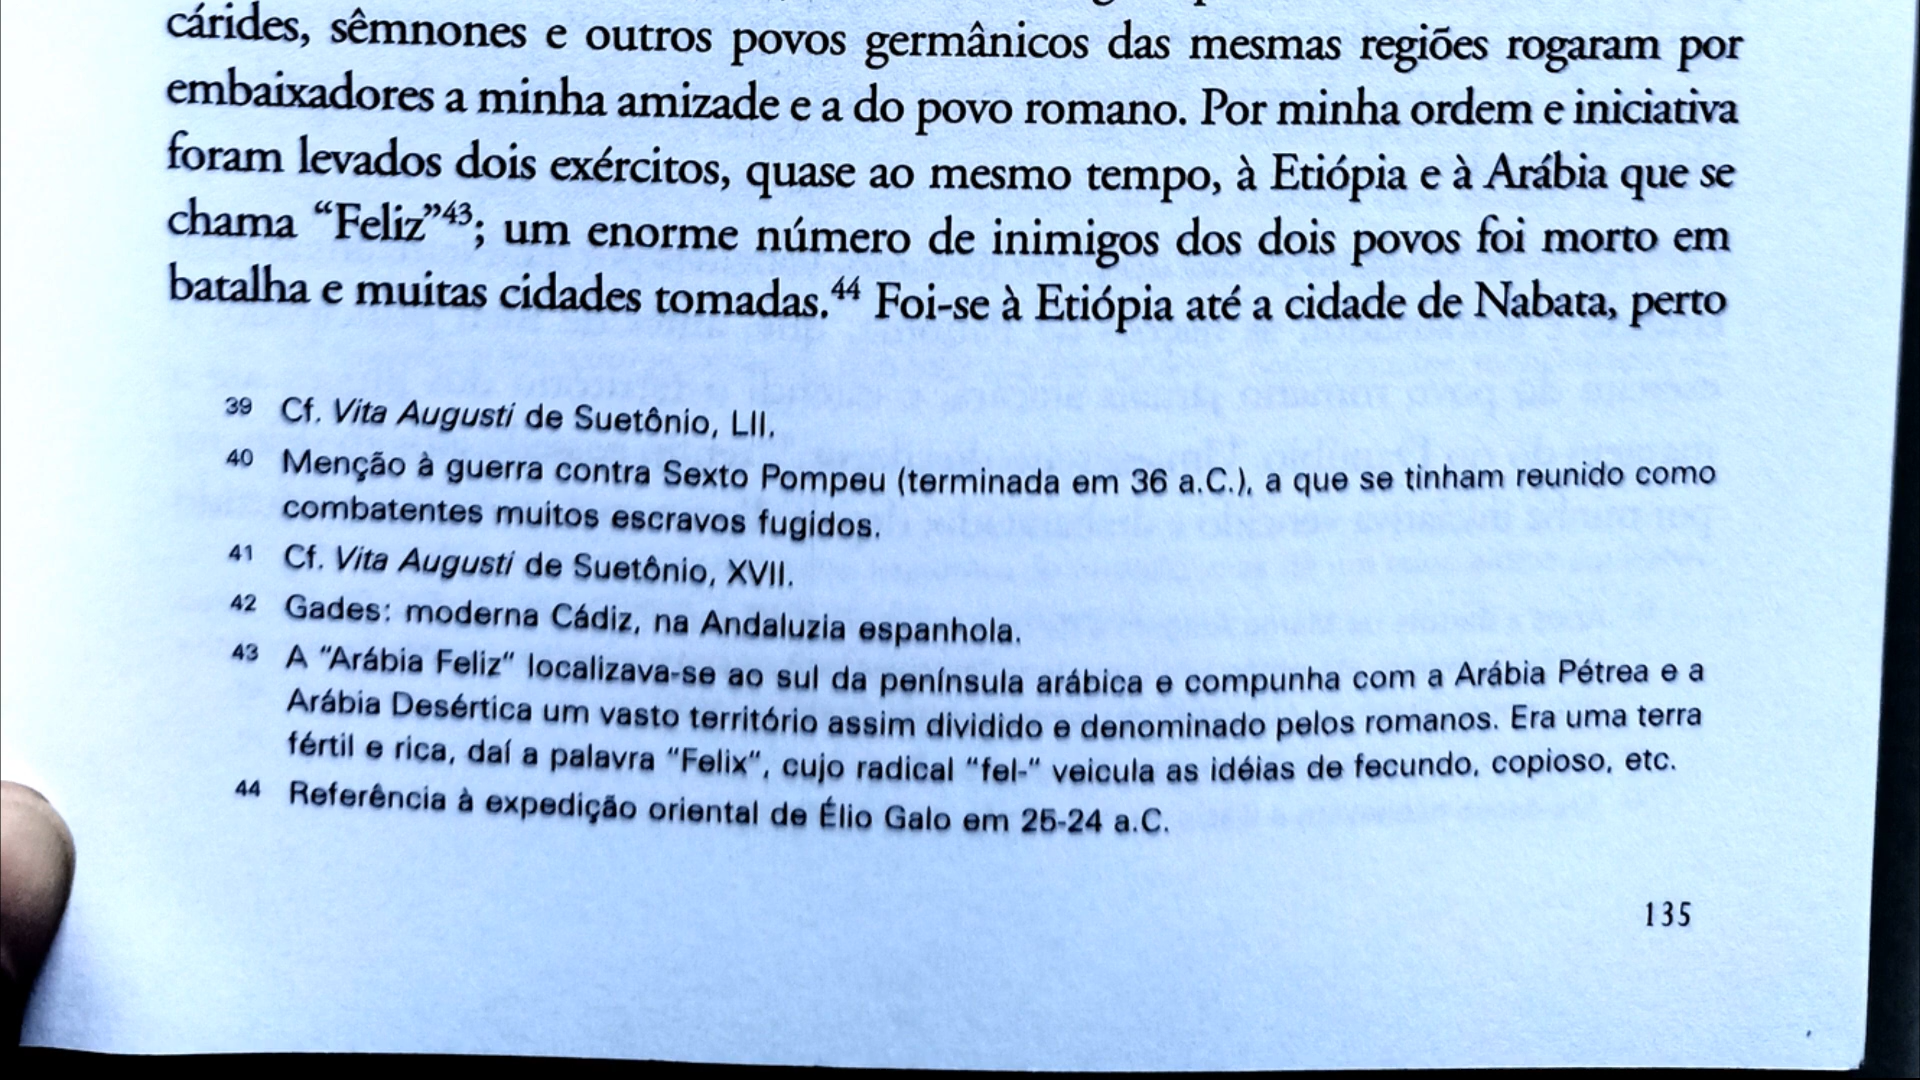 cárides, sêmnones e outros povos germânicos das mesmas regiões rogaram por
embaixadores a minha amizade e a do povo romano. Por minha ordem e iniciativa
foram levados dois exércitos, quase ao mesmo tempo, à Etiópia e à Arábia que se
chama “Feliz”43; um enorme número de inimigos dos dois povos foi morto em
batalha e muitas cidades tomadas.44 Foi-se à Etiópia até a cidade de Nabata, perto
39 Cf. Vita Augusti de Suetônio, LII.
40 Menção à guerra contra Sexto Pompeu (terminada em 36 a.C.), a que se tinham reunido como
combatentes muitos escravos fugidos.
41 Cf. Vita Augusti de Suetônio, XVII.
42 Gades: moderna Cádiz, na Andaluzia espanhola.
43 A “Arábia Feliz“ localizava-se ao sul da península arábica e compunha com a Arábia Pétrea e a
Arábia Desértica um vasto território assim dividido e denominado pelos romanos. Era uma terra
fértil e rica, daí a palavra “Felix“, cujo radical “fel-“ veicula as idéias de fecundo, copioso, etc.
44 Referência à expedição oriental de Élio Galo em 25-24 a.C.
135